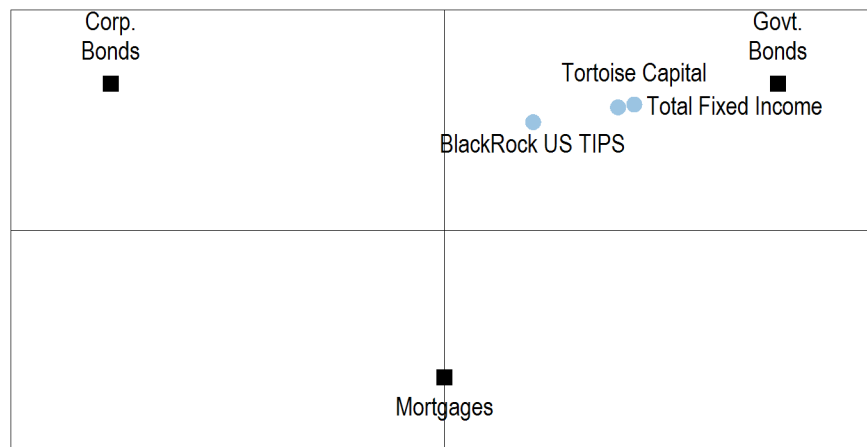 Corp.
Bonds
Govt.
Bonds
Tortoise Capital
Total Fixed Income
BlackRock US TIPS
Mortgages